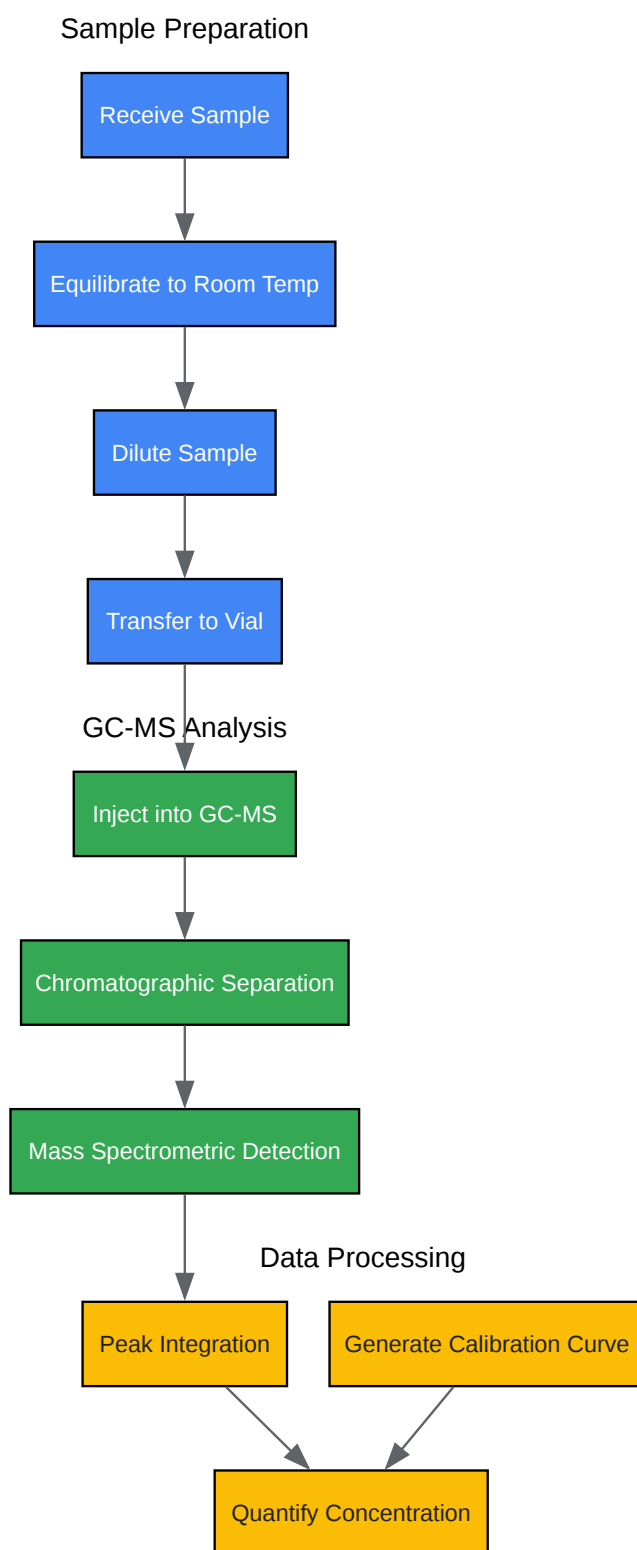 Sample Preparation
Receive Sample
Equilibrate to Room Temp
Dilute Sample
Transfer to Vial
GC-MS Analysis
Inject into GC-MS
Chromatographic Separation
Mass Spectrometric Detection
Data Processing
Peak Integration
Generate Calibration Curve
Quantify Concentration